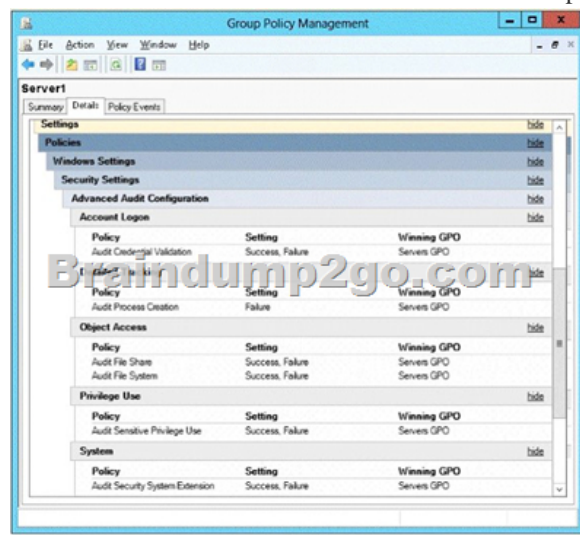 Group Policy Management
File Action View Window Help
Server1
Summary Details Policy Events
Settings hide
Policies hide
Windows Settings hide
Security Settings hide
Advanced Audit Configuration hide
Account Logon hide
Policy Setting Winning GPO
Audit Credential Validation Success, Failure Servers GPO
Braindump2go.com
hide
Policy Setting Winning GPO
Audit Process Creation Failure Servers GPO
Object Access hide
Policy Setting Winning GPO
Audit File Share Success, Failure Servers GPO
Audit File System Success, Failure Servers GPO
Privilege Use hide
Policy Setting Winning GPO
Audit Sensitive Privilege Use Success, Failure Servers GPO
System hide
Policy Setting Winning GPO
Audit Security System Extension Success, Failure Servers GPO